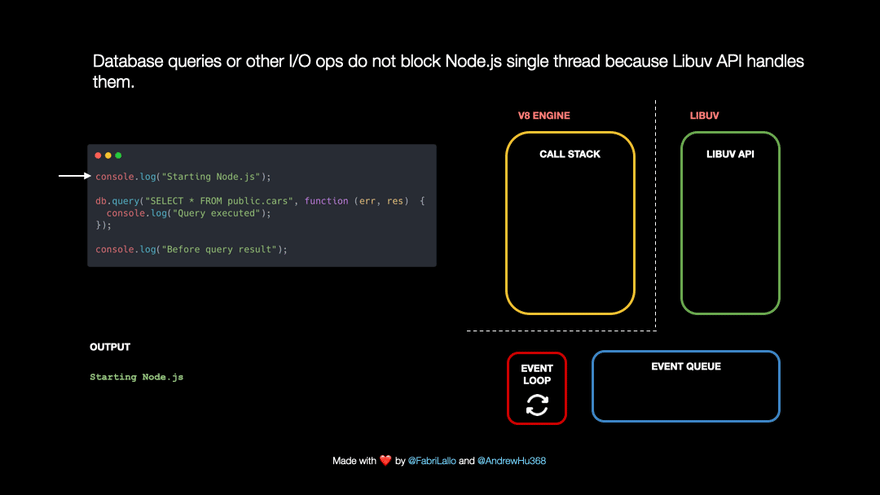 Database queries or other I/O ops do not block Node.js single thread because Libuv API handles
them.
V8 ENGINE
LIBUV
CALL STACK
LIBUV API
console.log("Starting Node.js");
db.query("SELECT * FROM public.cars", function (err, res)  {
  console.log("Query executed");
});
console.log("Before query result");
OUTPUT
Starting Node.js
EVENT
LOOP
EVENT QUEUE
Made with ❤️ by @FabriLallo and @AndrewHu368